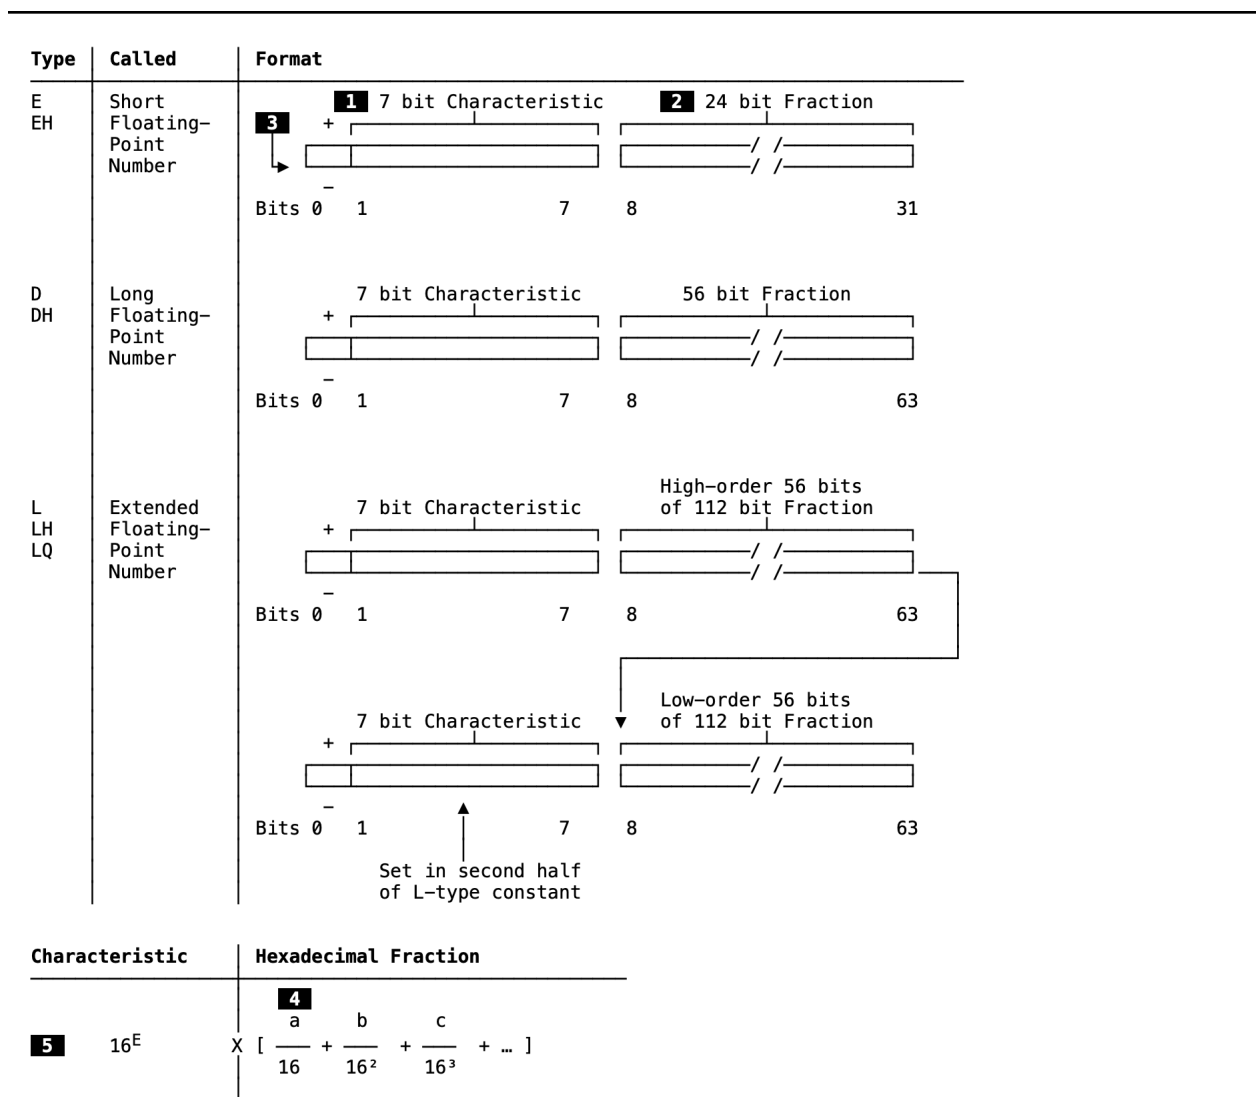 Type Called Format
E Short 1 7 bit Characteristic 2 24 bit Fraction
EH Floating– 3 +
Point
Number
–
Bits 0 1 7 8 31
D Long 7 bit Characteristic 56 bit Fraction
DH Floating– +
Point
Number
–
Bits 0 1 7 8 63
High–order 56 bits
L Extended 7 bit Characteristic of 112 bit Fraction
LH Floating– +
LQ Point
Number
–
Bits 0 1 7 8 63
Low–order 56 bits
7 bit Characteristic of 112 bit Fraction
+
–
Bits 0 1 7 8 63
Set in second half
of L–type constant
Characteristic Hexadecimal Fraction
4
a b c
5 16ᴱ X [ — + — + — + … ]
16 16² 16³